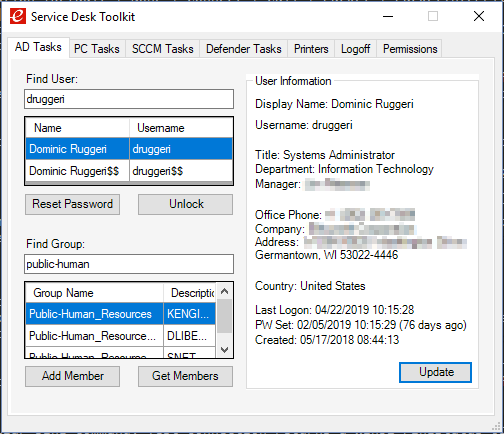 Service Desk Toolkit
AD Tasks PC Tasks SCCM Tasks Defender Tasks Printers Logoff Permissions
Find User:
druggeri
Name Username
Dominic Ruggeri druggeri
Dominic Ruggeri$$ druggeri$$
Reset Password Unlock
Find Group:
public-human
Group Name Descriptic
Public-Human_Resources KENGI...
Public-Human_Resource... DLIBE...
Public-Human_Resource... SNET
Add Member Get Members
User Information
Display Name: Dominic Ruggeri
Username: druggeri
Title: Systems Administrator
Department: Information Technology
Manager:
Office Phone:
Company:
Address:
Germantown, WI 53022-4446
Country: United States
Last Logon: 04/22/2019 10:15:28
PW Set: 02/05/2019 10:15:29 (76 days ago)
Created: 05/17/2018 08:44:13
Update